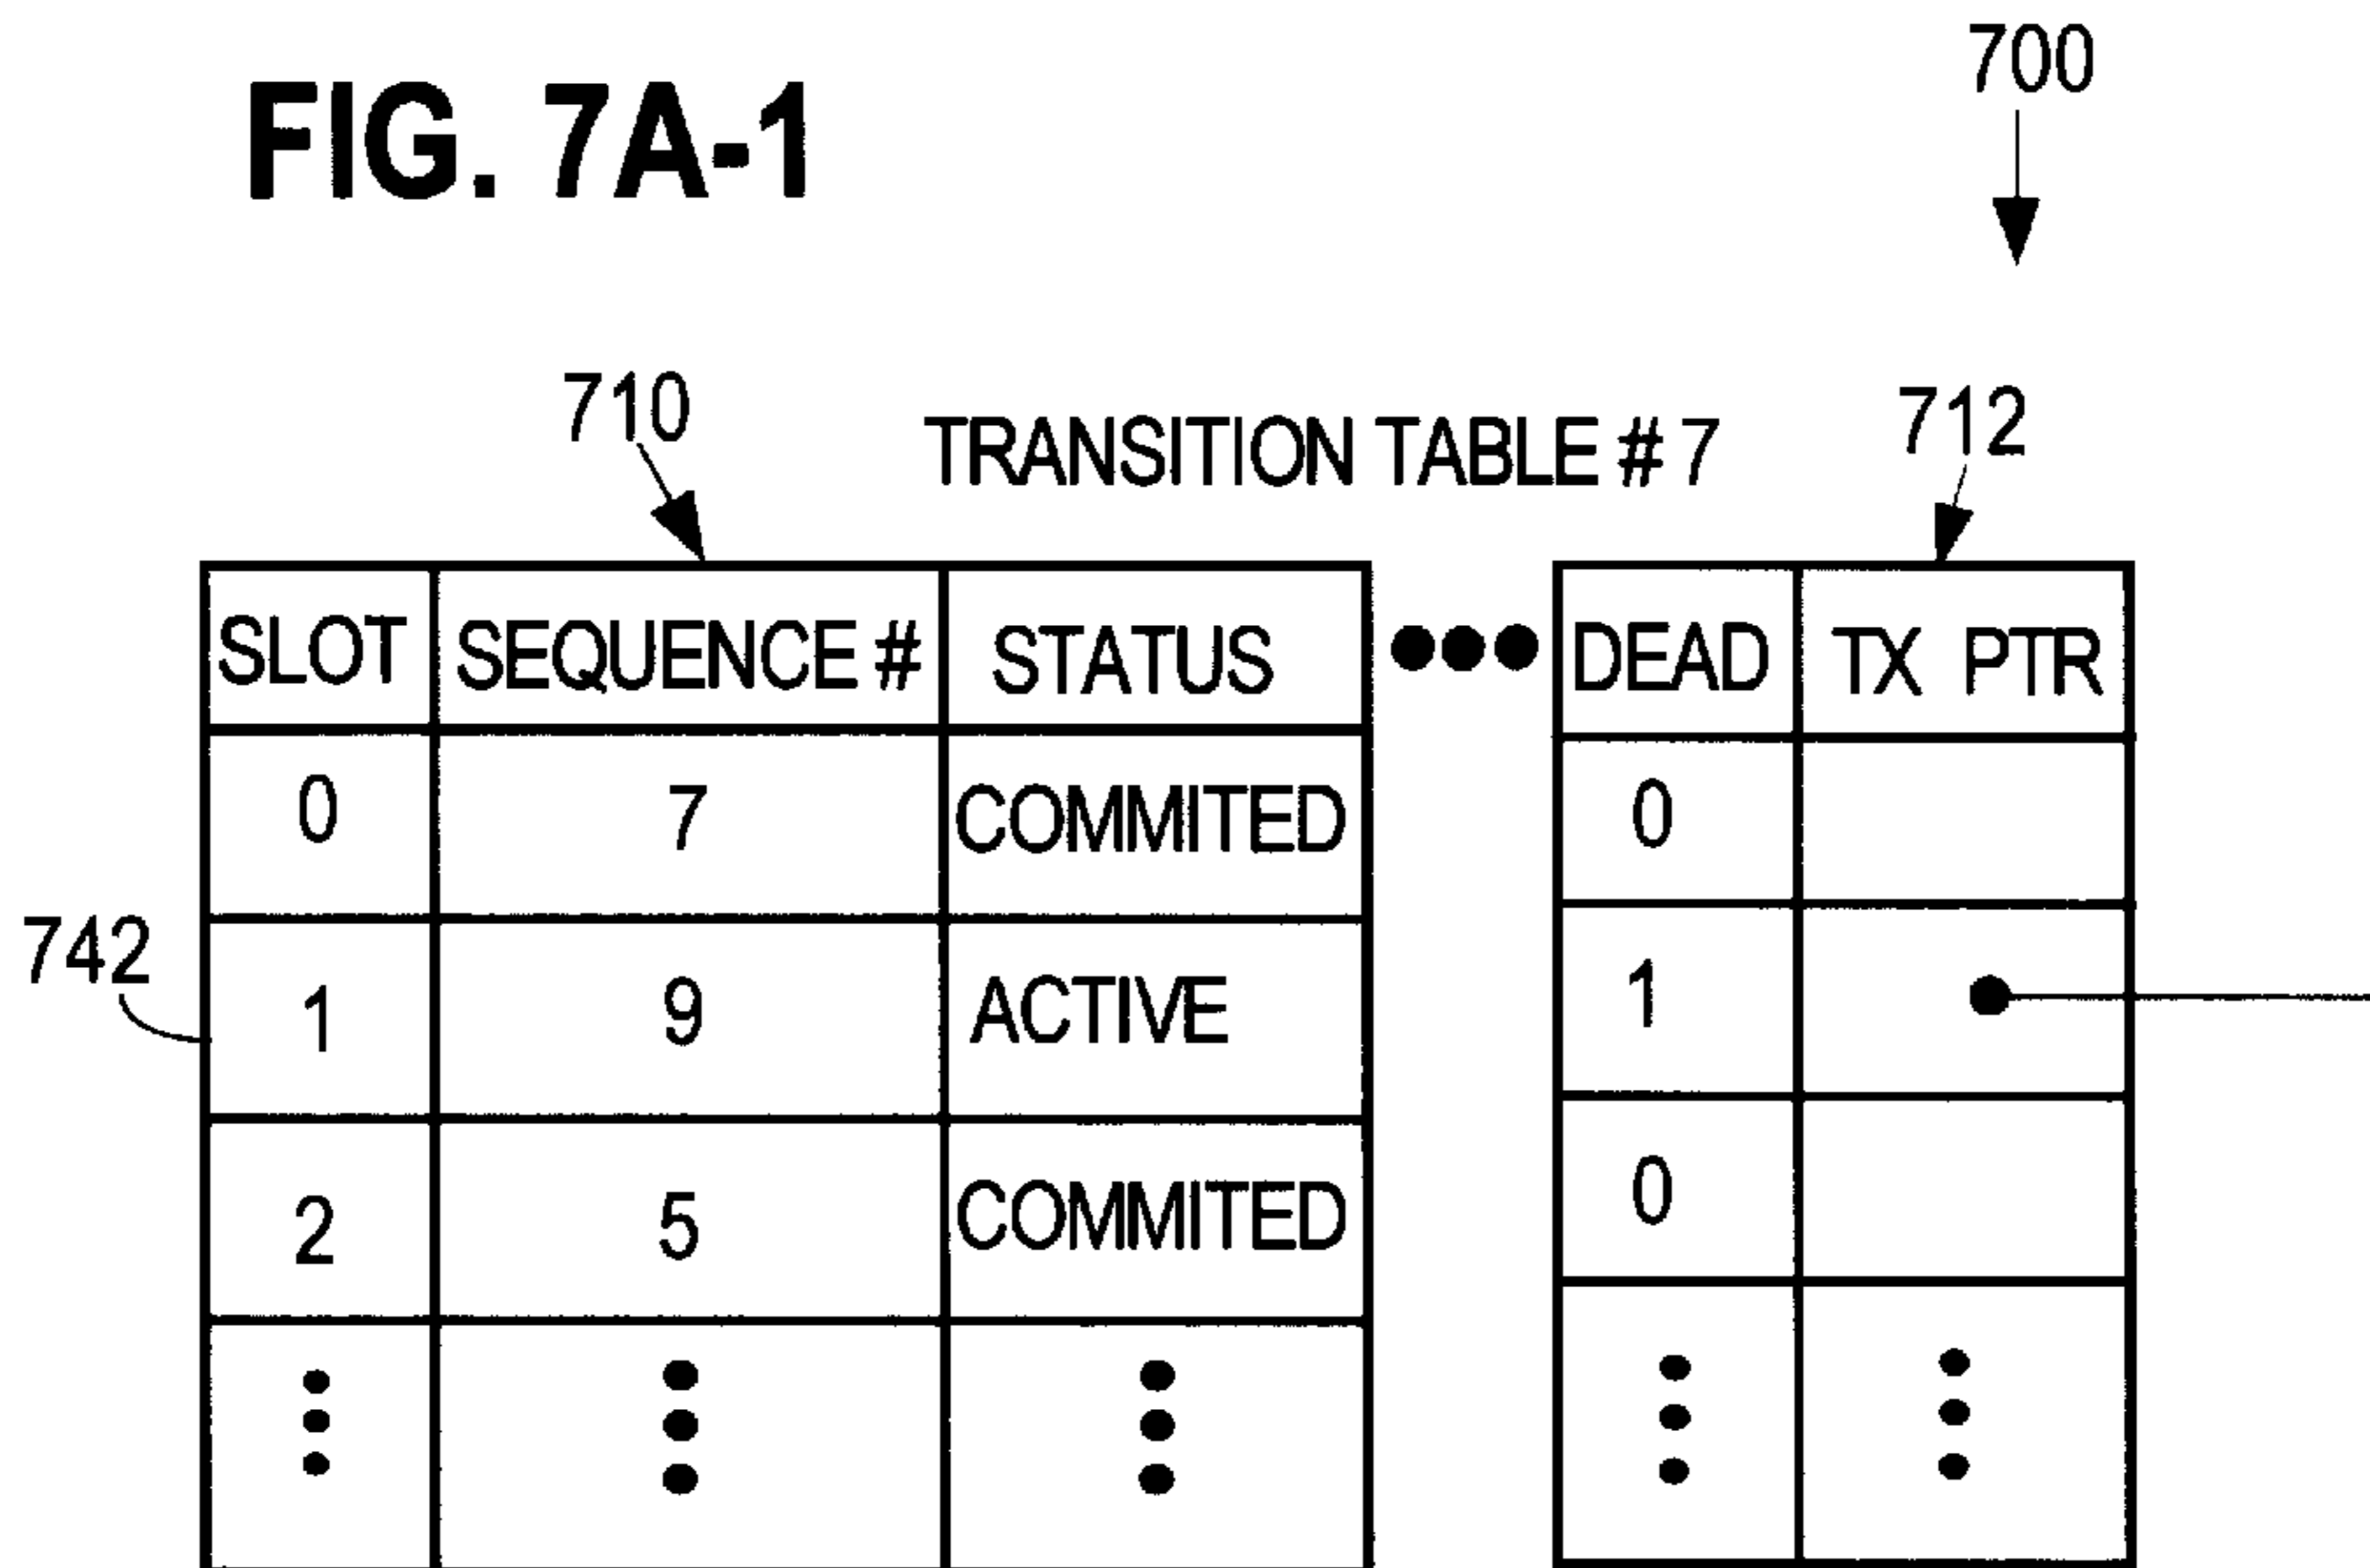 FIG. 7A-1
700
710
TRANSITION TABLE # 7
712
SLOT SEQUENCE # STATUS ●●● DEAD TX PTR
0 7 COMMITED 0
742
1 9 ACTIVE 1
2 5 COMMITED 0